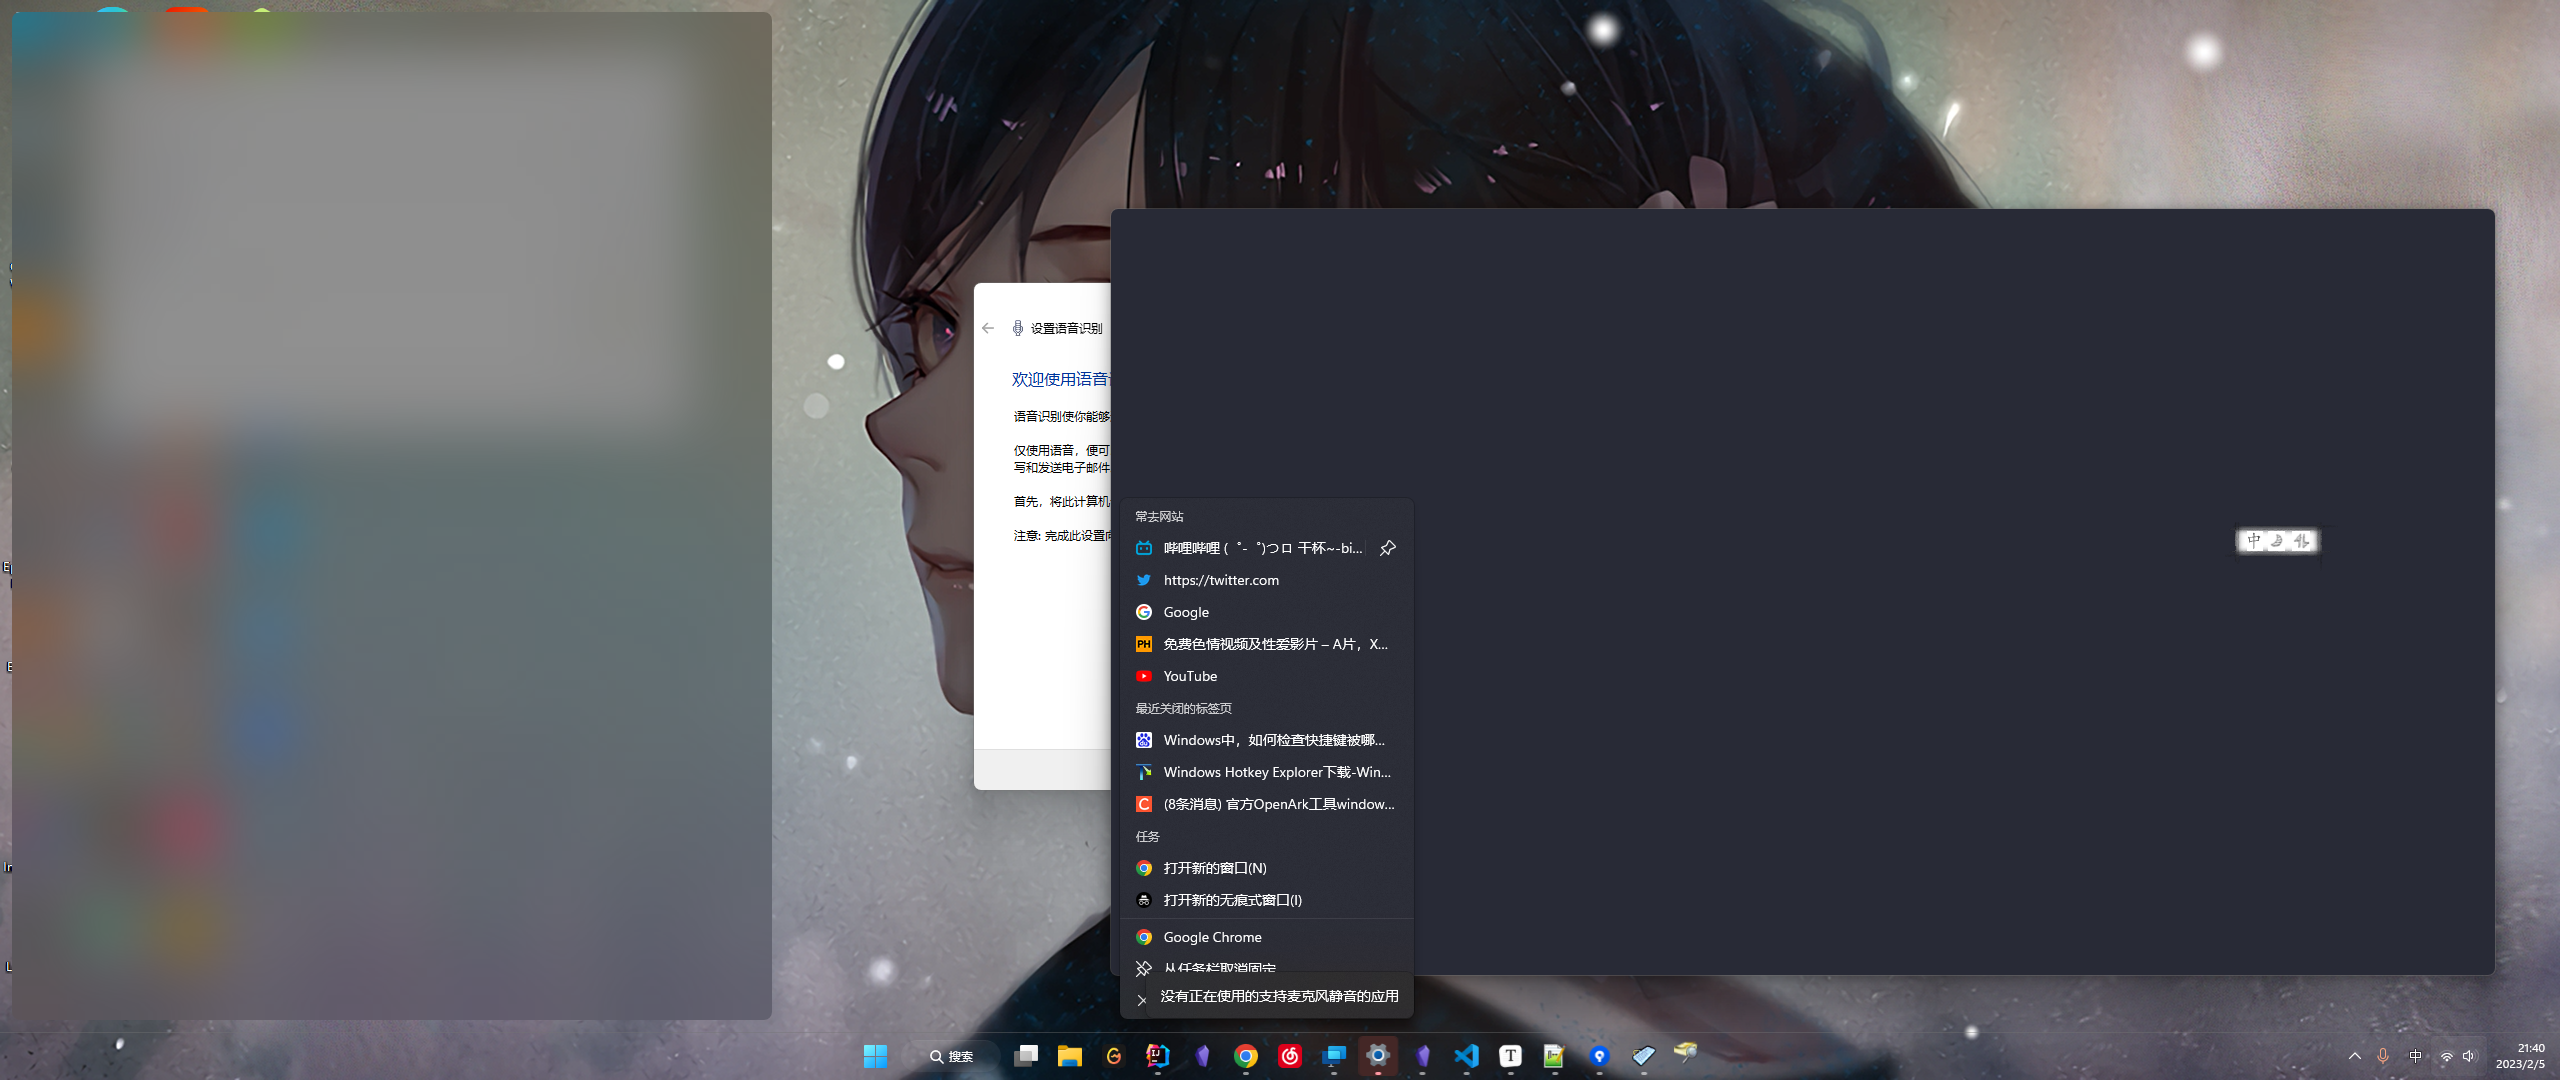 设置语音识别
欢迎使用语音
语音识别使你能够
仅使用语音，便可
写和发送电子邮件
首先，将此计算机
注意: 完成此设置
常去网站
哔哩哔哩 (゜-゜)つロ 干杯~-bi...
https://twitter.com
Google
PH
免费色情视频及性爱影片 – A片，X...
YouTube
最近关闭的标签页
Windows中，如何检查快捷键被哪...
Windows Hotkey Explorer下载-Win...
C
(8条消息) 官方OpenArk工具window...
任务
打开新的窗口(N)
打开新的无痕式窗口(I)
Google Chrome
从任务栏取消固定
没有正在使用的支持麦克风静音的应用
中
搜索
T
中
21:40
2023/2/5